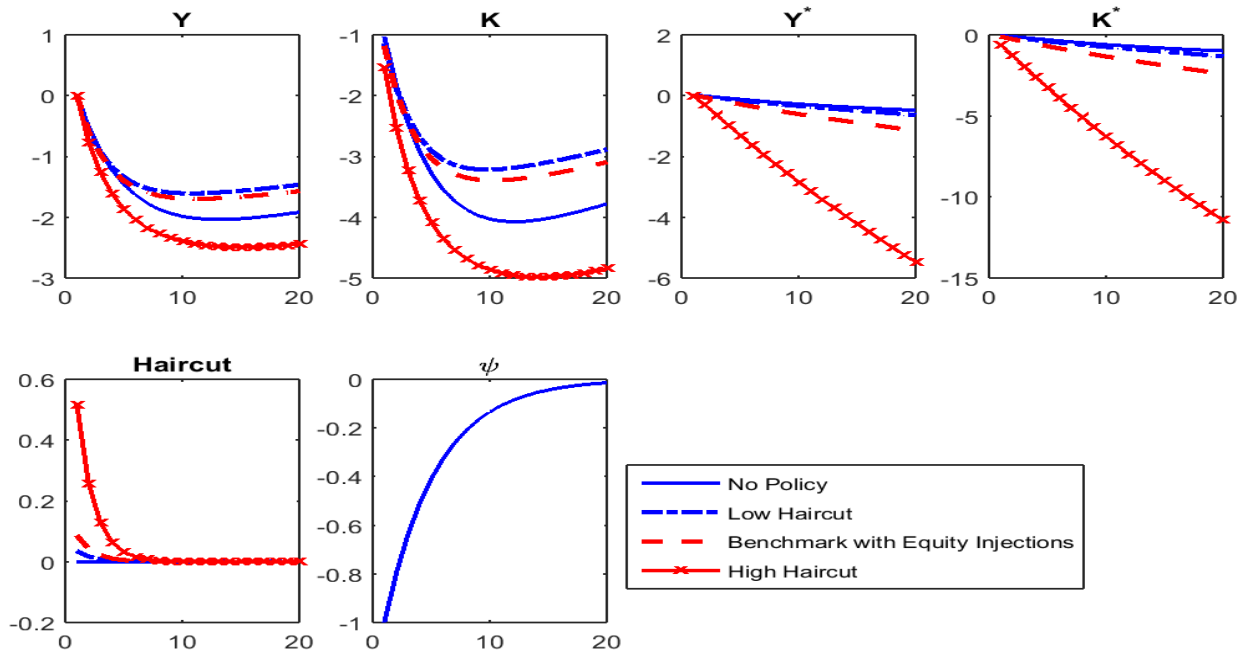 Y K Y* K*
1 -1 2 0
0 -2 0 -5
-1 -3 -2 -10
-2 -4 -4
-3 -5 -6 -15
0 10 20 0 10 20 0 10 20 0 10 20
Haircut ψ
0.6 0
0.4 -0.2
0.2 -0.4
0 -0.6
-0.8
-0.2 -1
0 10 20 0 10 20
No Policy
Low Haircut
Benchmark with Equity Injections
High Haircut